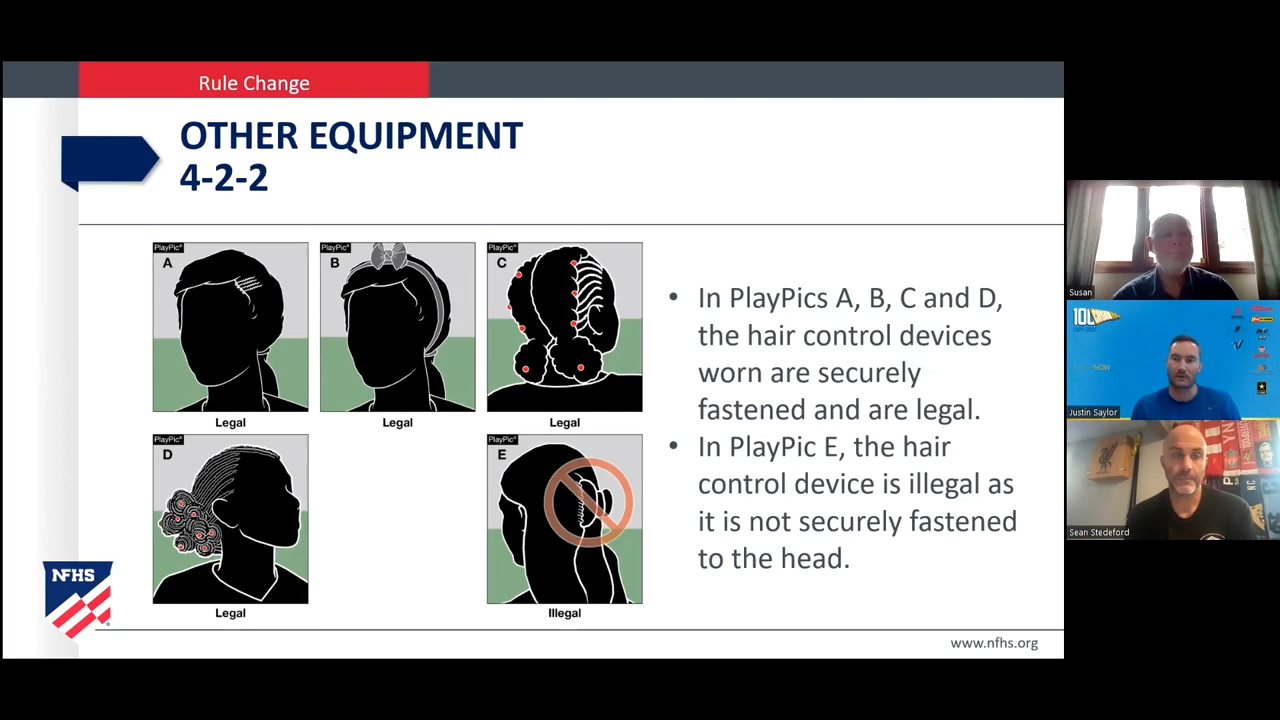 Rule Change
OTHER EQUIPMENT
4-2-2
PlayPic®
A
Legal
PlayPic®
B
Legal
PlayPic®
C
Legal
PlayPic®
D
Legal
PlayPic®
E
Illegal
• In PlayPics A, B, C and D,
the hair control devices
worn are securely
fastened and are legal.
• In PlayPic E, the hair
control device is illegal as
it is not securely fastened
to the head.
NFHS
www.nfhs.org
Susan
NOW
Justin Saylor
Sean Stedeford